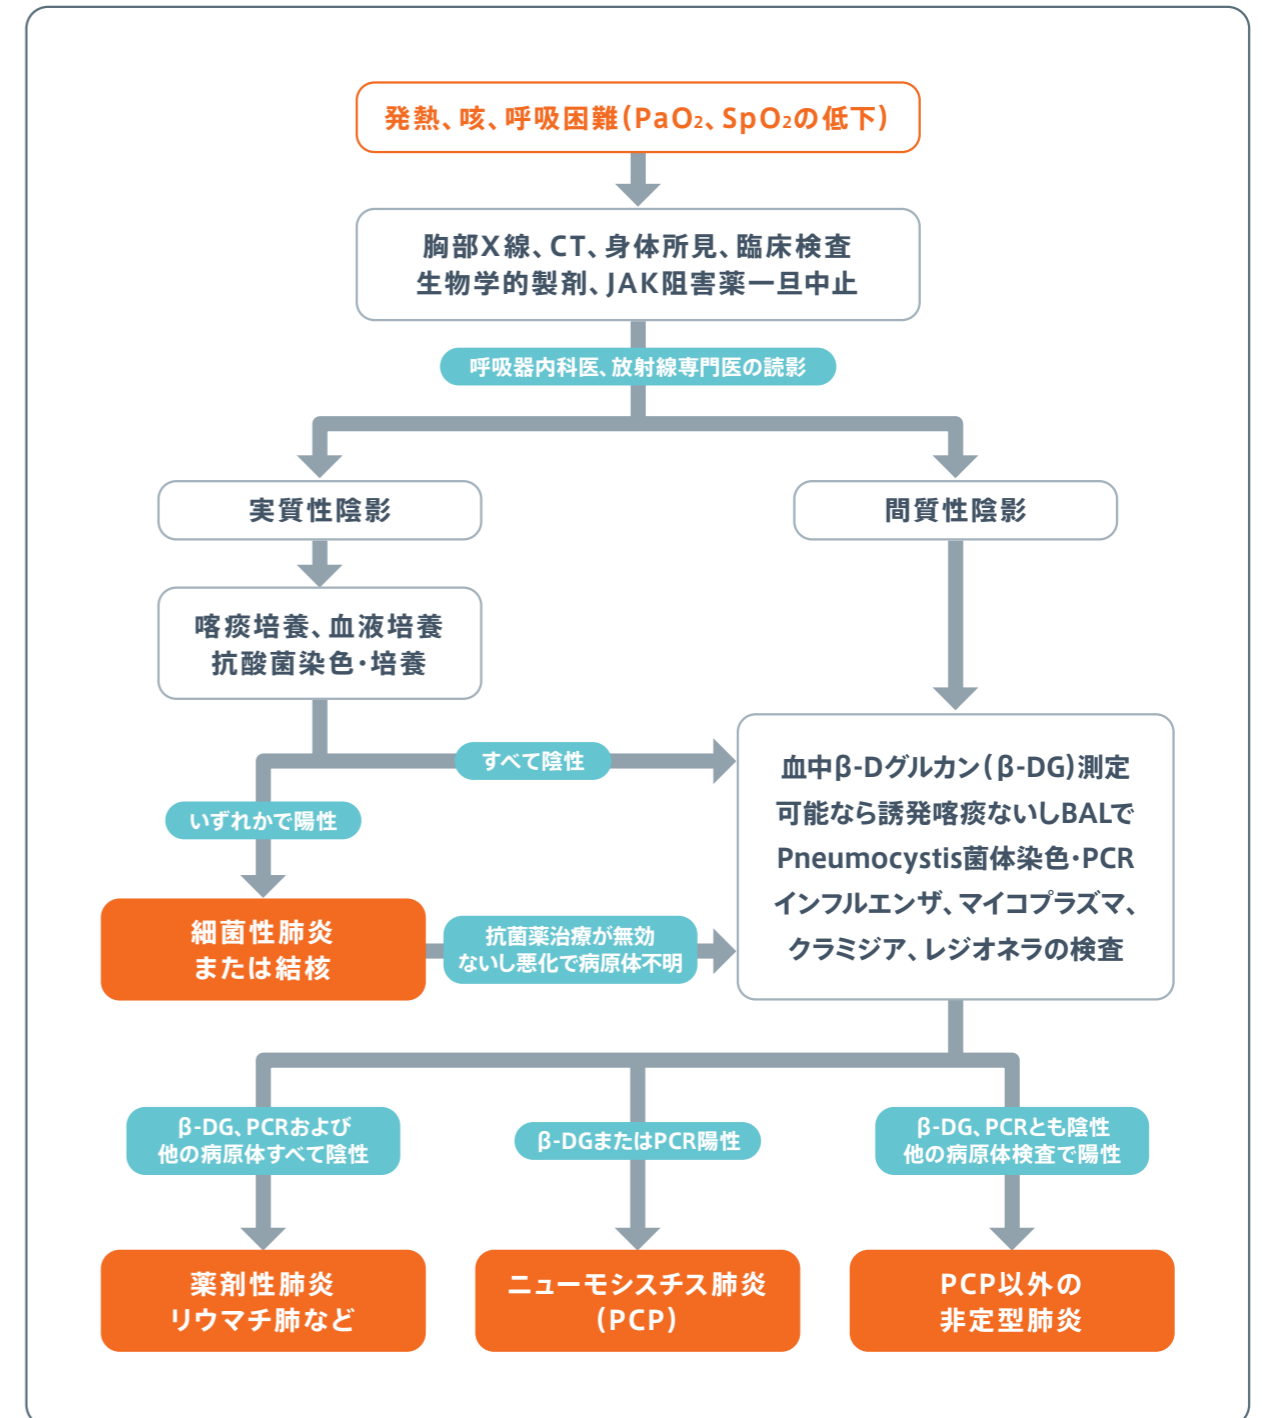 発熱、咳、呼吸困難(PaO₂、SpO₂の低下)
胸部X線、CT、身体所見、臨床検査
生物学的製剤、JAK阻害薬一旦中止
呼吸器内科医、放射線専門医の読影
実質性陰影
間質性陰影
喀痰培養、血液培養
抗酸菌染色・培養
すべて陰性
いずれかで陽性
血中β-Dグルカン(β-DG)測定
可能なら誘発喀痰ないしBALで
Pneumocystis菌体染色・PCR
インフルエンザ、マイコプラズマ、
クラミジア、レジオネラの検査
細菌性肺炎
または結核
抗菌薬治療が無効
ないし悪化で病原体不明
β-DG、PCRおよび
他の病原体すべて陰性
β-DGまたはPCR陽性
β-DG、PCRとも陰性
他の病原体検査で陽性
薬剤性肺炎
リウマチ肺など
ニューモシスチス肺炎
(PCP)
PCP以外の
非定型肺炎